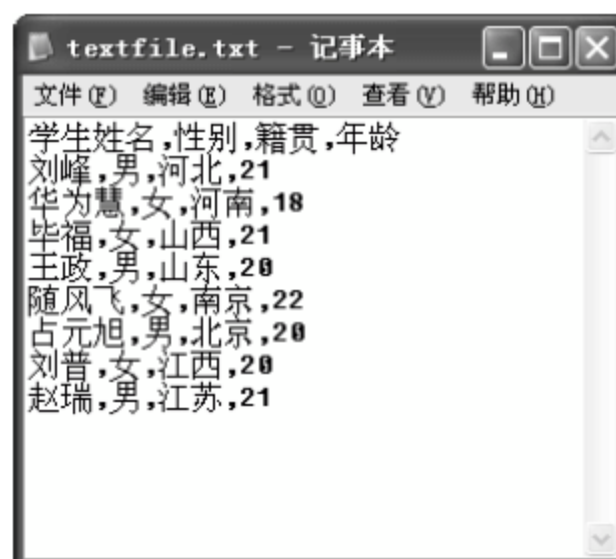 textfile.txt - 记事本
文件(F) 编辑(E) 格式(O) 查看(V) 帮助(H)
学生姓名,性别,籍贯,年龄
刘峰,男,河北,21
华为慧,女,河南,18
毕福,女,山西,21
王政,男,山东,20
随风飞,女,南京,22
占元旭,男,北京,20
刘普,女,江西,20
赵瑞,男,江苏,21